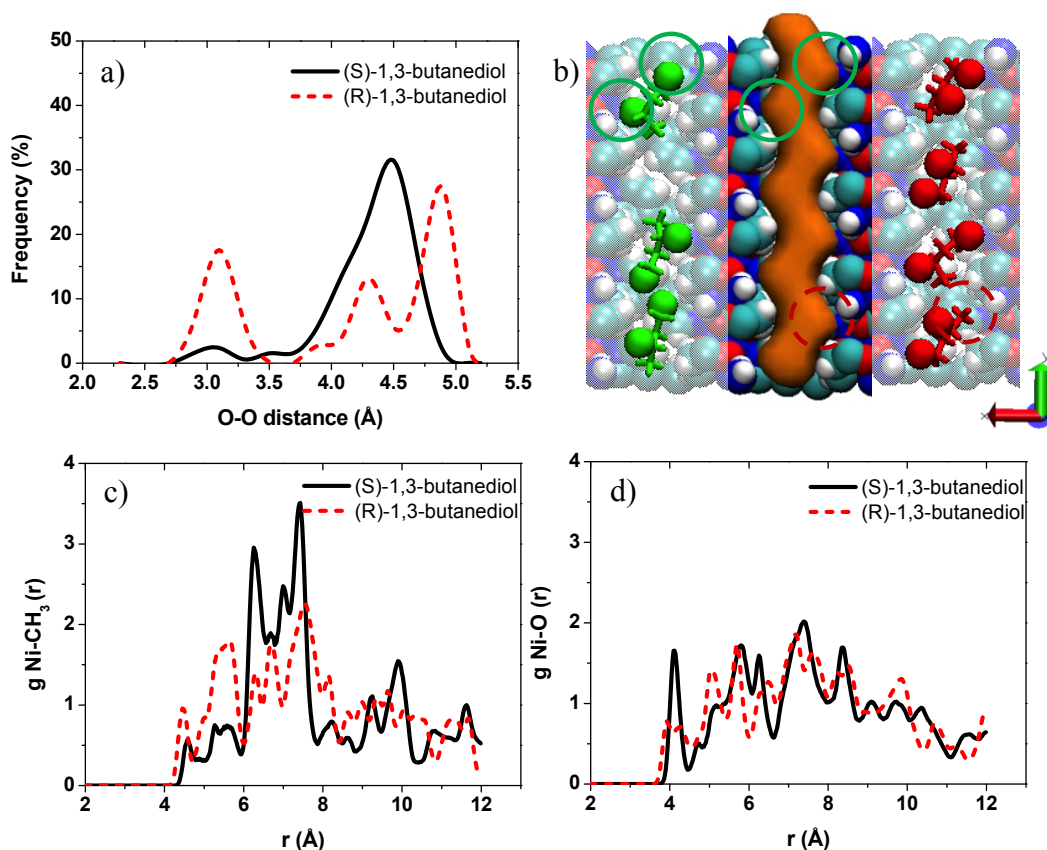 a)
(S)-1,3-butanediol
(R)-1,3-butanediol
Frequency (%)
50
40
30
20
10
0
2.0 2.5 3.0 3.5 4.0 4.5 5.0 5.5
O-O distance (Å)
b)
Y
X
c)
(S)-1,3-butanediol
(R)-1,3-butanediol
g Ni-CH₃ (r)
4
3
2
1
0
2 4 6 8 10 12
r (Å)
d)
(S)-1,3-butanediol
(R)-1,3-butanediol
g Ni-O (r)
4
3
2
1
0
2 4 6 8 10 12
r (Å)